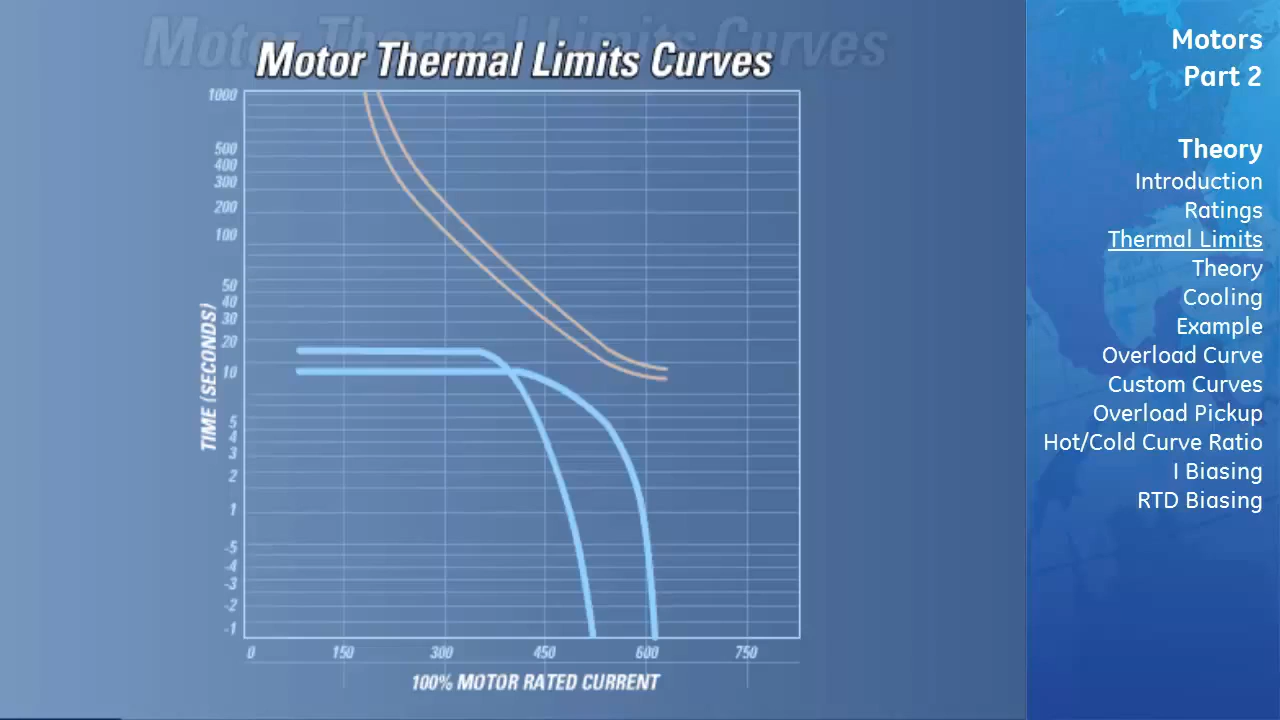 Motor Thermal Limits Curves
Motor Thermal Limits Curves
1000
500
400
300
200
100
50
40
30
20
10
5
4
3
2
1
-5
-4
-3
-2
-1
TIME (SECONDS)
0 150 300 450 600 750
100% MOTOR RATED CURRENT
Motors
Part 2
Theory
Introduction
Ratings
Thermal Limits
Theory
Cooling
Example
Overload Curve
Custom Curves
Overload Pickup
Hot/Cold Curve Ratio
I Biasing
RTD Biasing